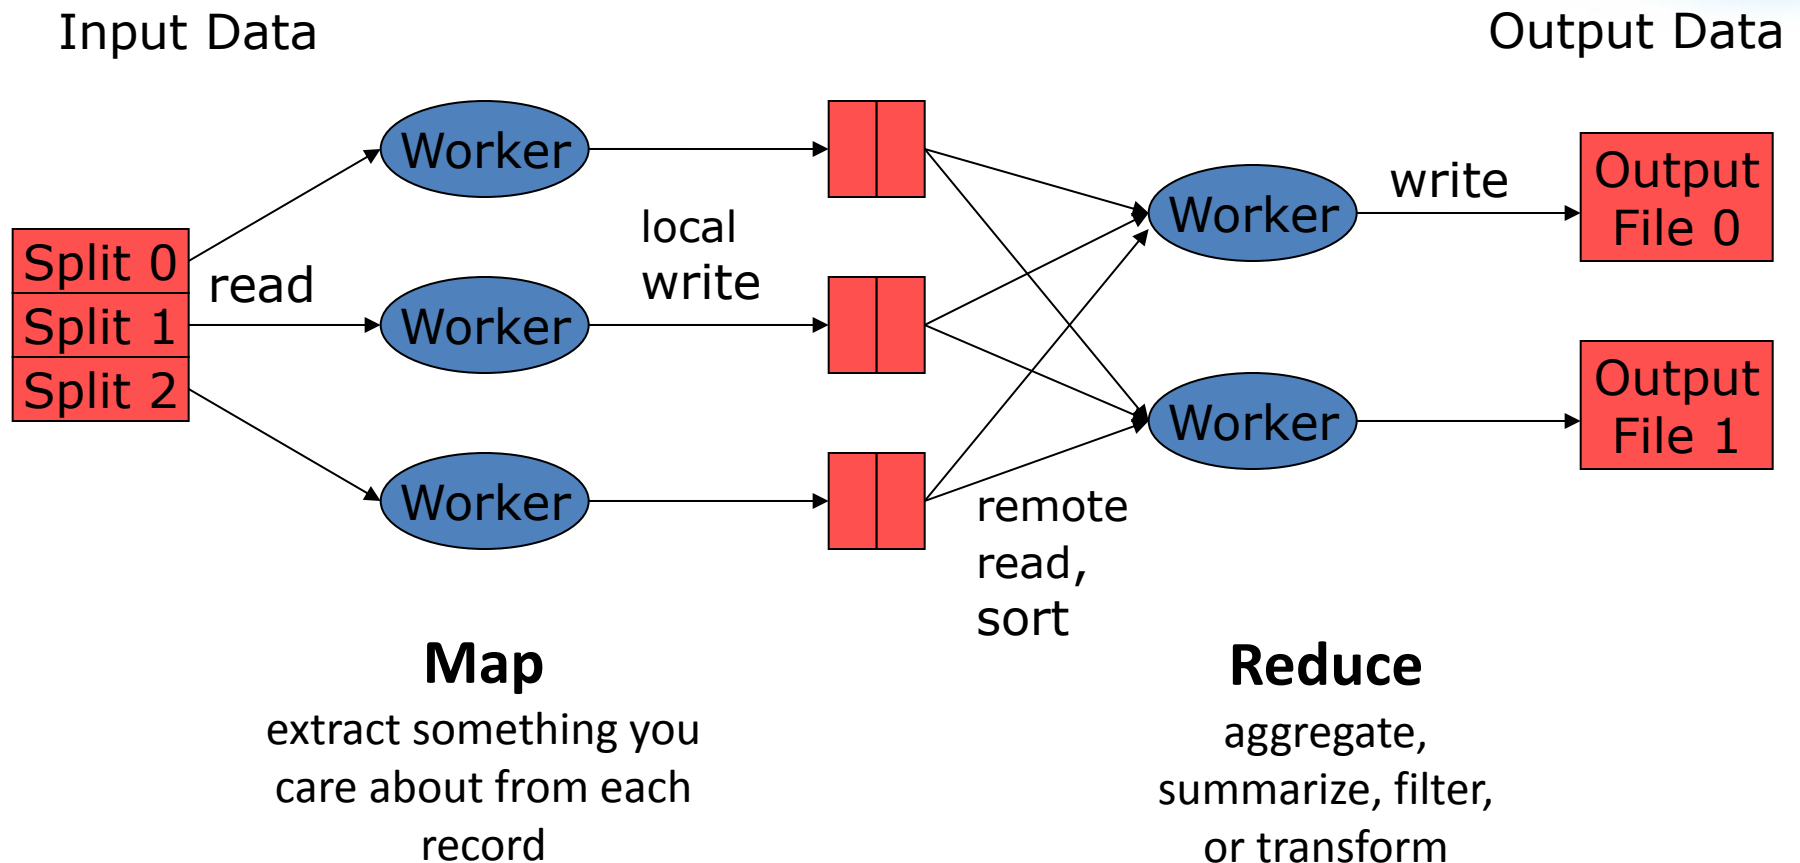 Input Data
Output Data
Worker
Worker
Worker
Split 0
Split 1
Split 2
read
local
write
remote
read,
sort
Worker
Worker
write
Output
File 0
Output
File 1
Map
extract something you
care about from each
record
Reduce
aggregate,
summarize, filter,
or transform